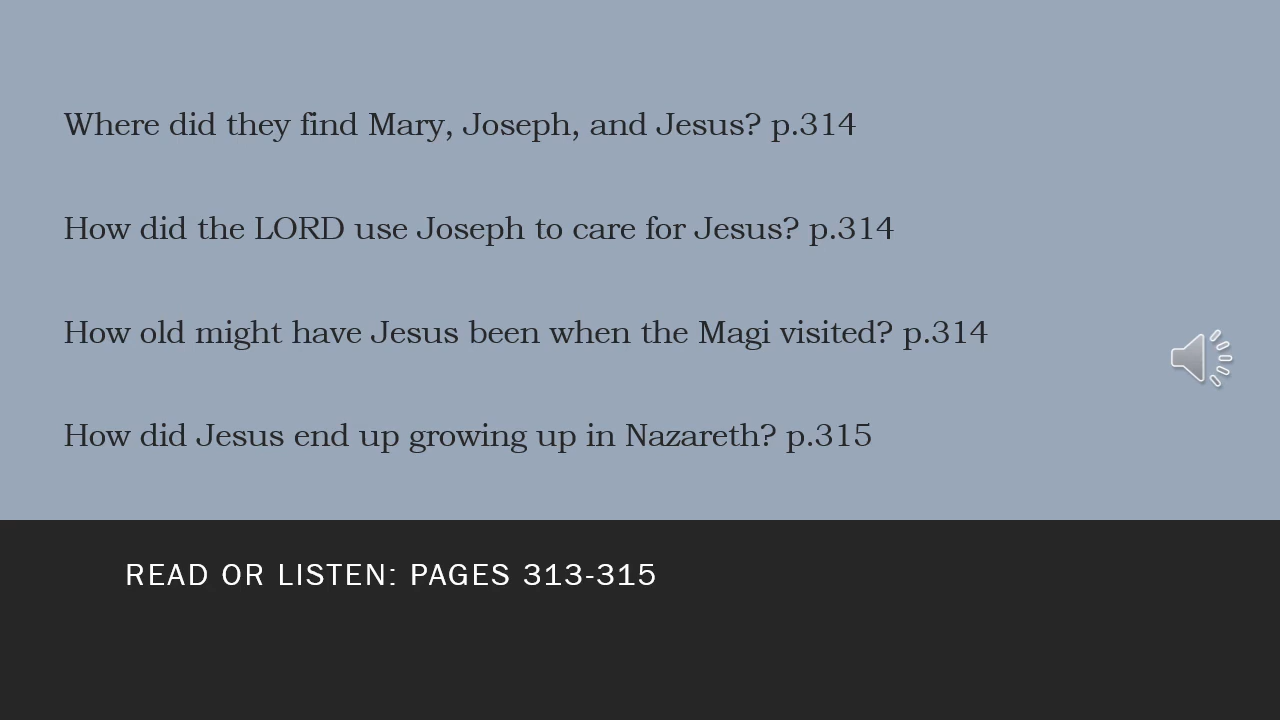 Where did they find Mary, Joseph, and Jesus? p.314
How did the LORD use Joseph to care for Jesus? p.314
How old might have Jesus been when the Magi visited? p.314
How did Jesus end up growing up in Nazareth? p.315
READ OR LISTEN: PAGES 313-315